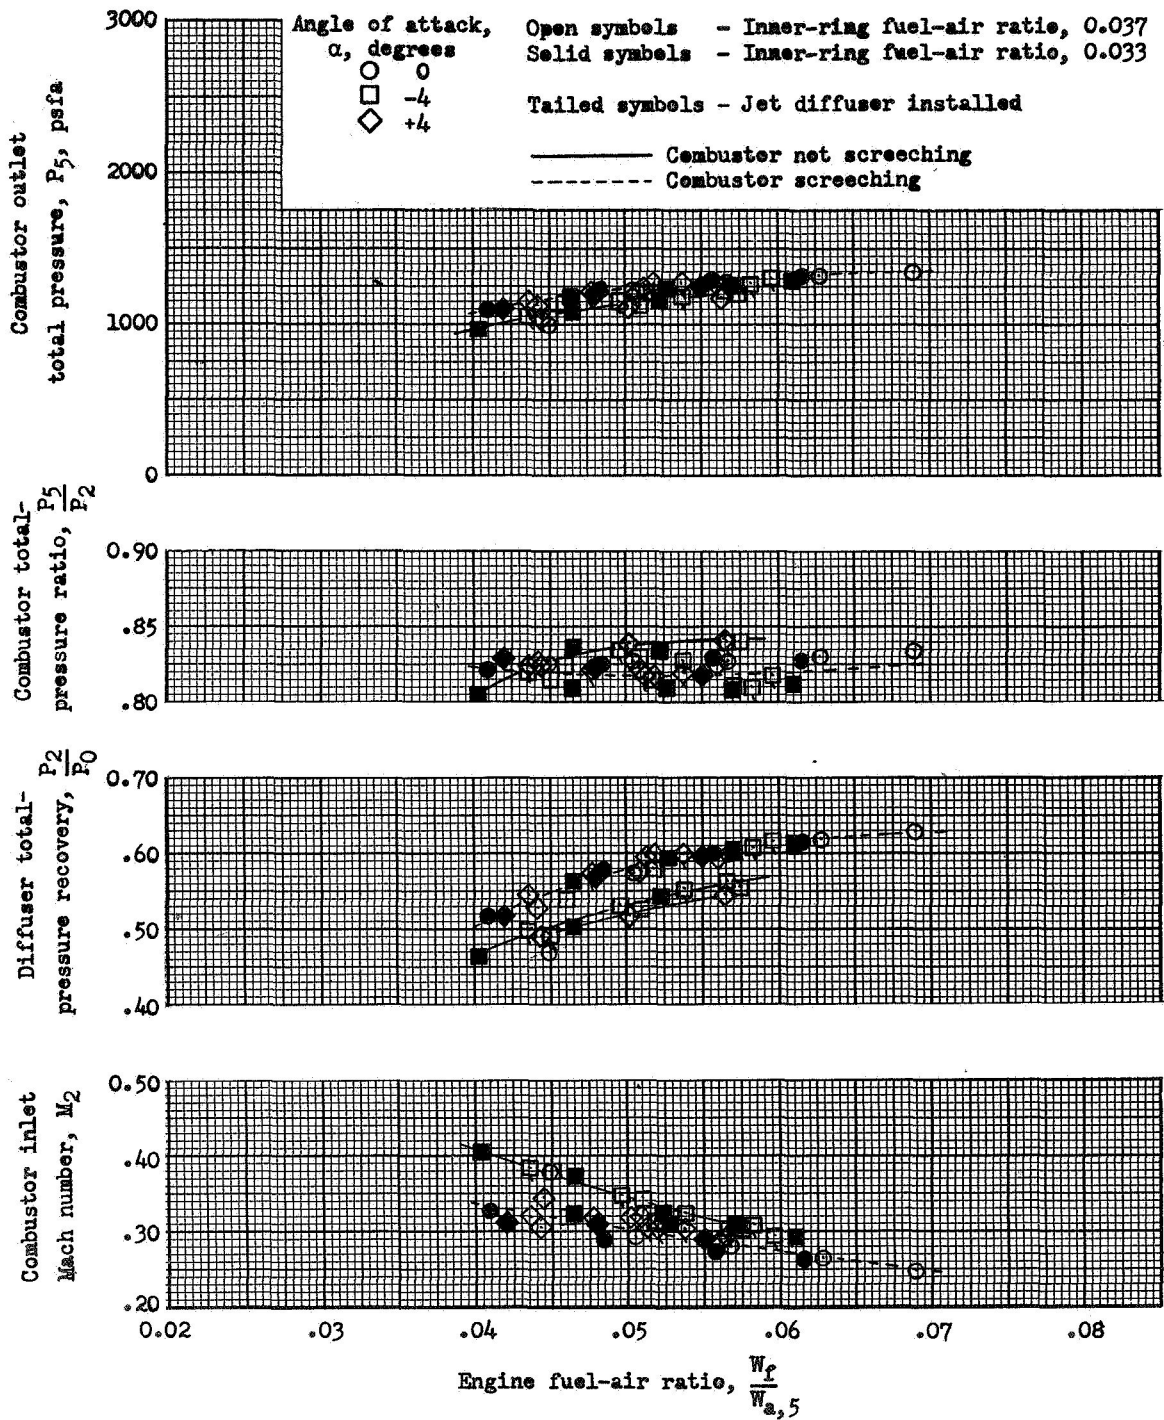 Angle of attack,
α, degrees
0
-4
+4
Open symbols - Inner-ring fuel-air ratio, 0.037
Solid symbols - Inner-ring fuel-air ratio, 0.033
Tailed symbols - Jet diffuser installed
Combustor not screeching
Combustor screeching
Combustor outlet
total pressure, P5, psfa
3000
2000
1000
0
Combustor total-
pressure ratio, P5/P2
0.90
.85
.80
Diffuser total-
pressure recovery, P2/P0
0.70
.60
.50
.40
Combustor inlet
Mach number, M2
0.50
.40
.30
.20
0.02 .03 .04 .05 .06 .07 .08
Engine fuel-air ratio, Wf/Wa,5